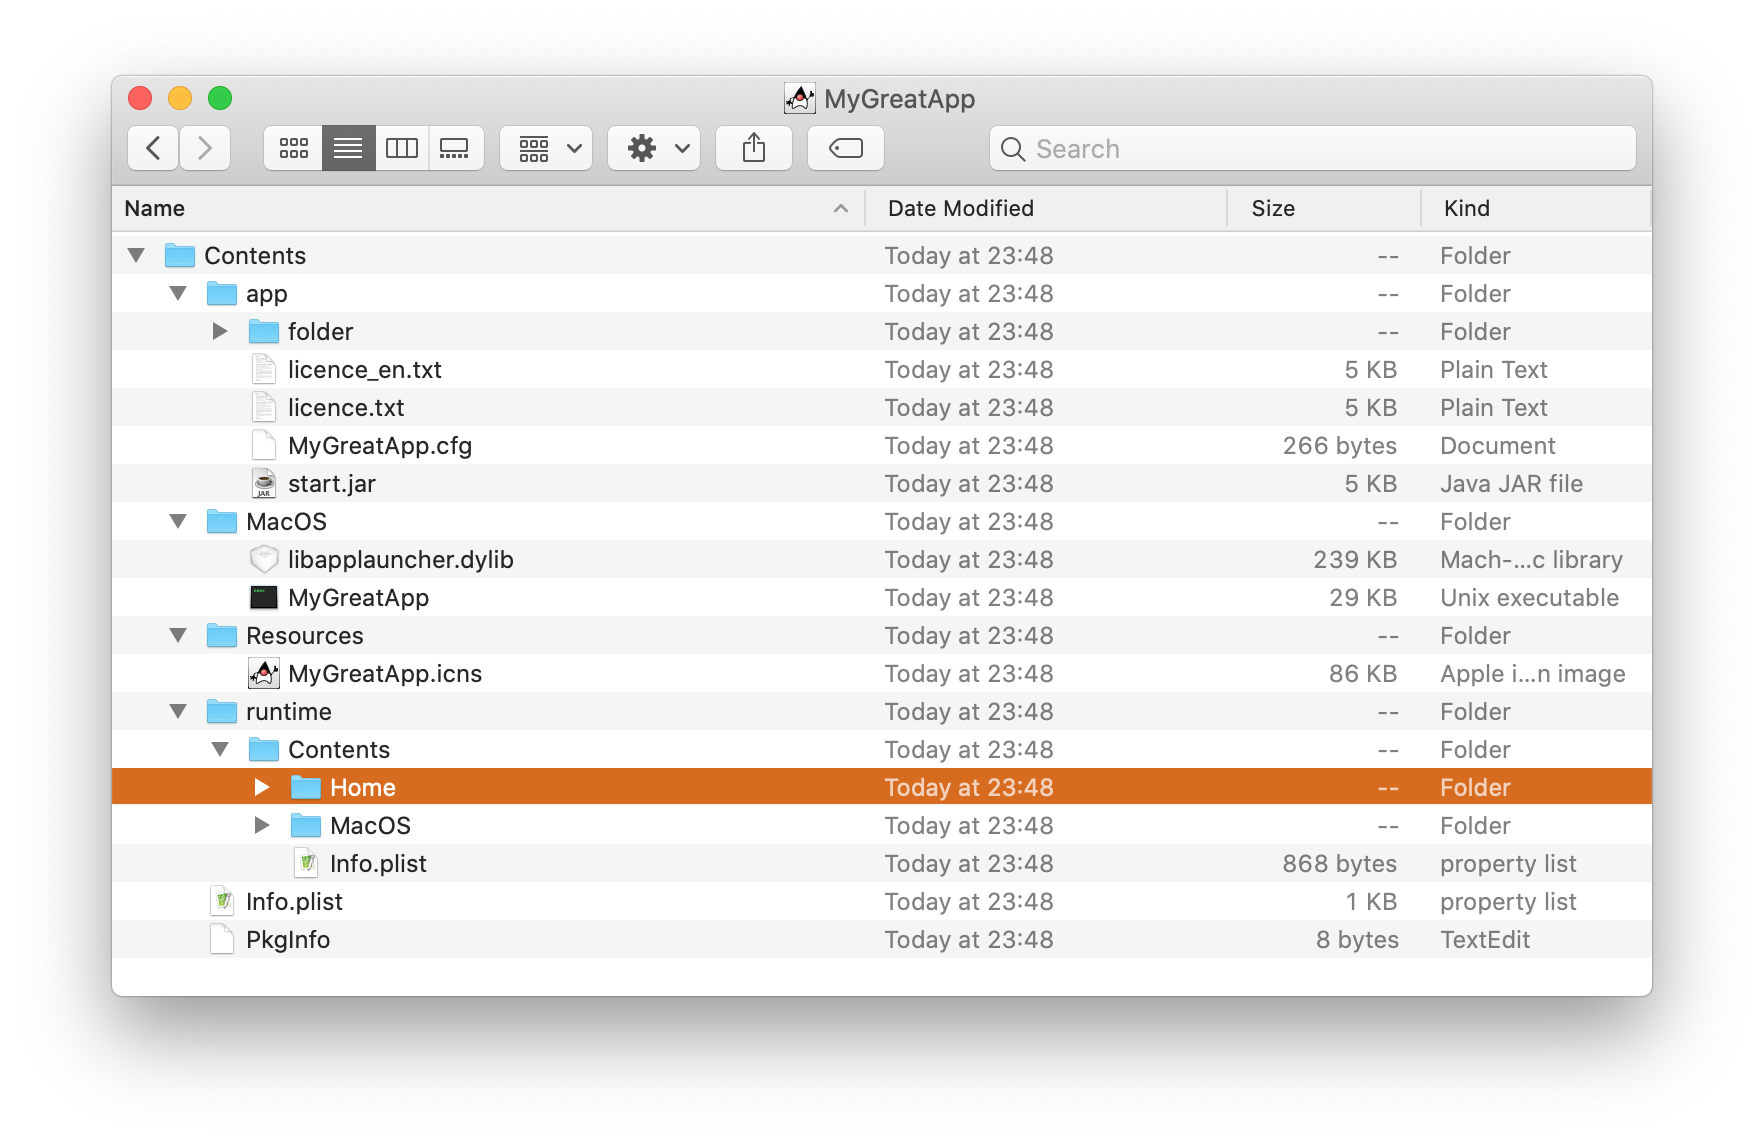 MyGreatApp
Search
Name Date Modified Size Kind
Contents Today at 23:48 -- Folder
app Today at 23:48 -- Folder
folder Today at 23:48 -- Folder
licence_en.txt Today at 23:48 5 KB Plain Text
licence.txt Today at 23:48 5 KB Plain Text
MyGreatApp.cfg Today at 23:48 266 bytes Document
start.jar Today at 23:48 5 KB Java JAR file
MacOS Today at 23:48 -- Folder
libapplauncher.dylib Today at 23:48 239 KB Mach-...c library
MyGreatApp Today at 23:48 29 KB Unix executable
Resources Today at 23:48 -- Folder
MyGreatApp.icns Today at 23:48 86 KB Apple i...n image
runtime Today at 23:48 -- Folder
Contents Today at 23:48 -- Folder
Home Today at 23:48 -- Folder
MacOS Today at 23:48 -- Folder
Info.plist Today at 23:48 868 bytes property list
Info.plist Today at 23:48 1 KB property list
PkgInfo Today at 23:48 8 bytes TextEdit